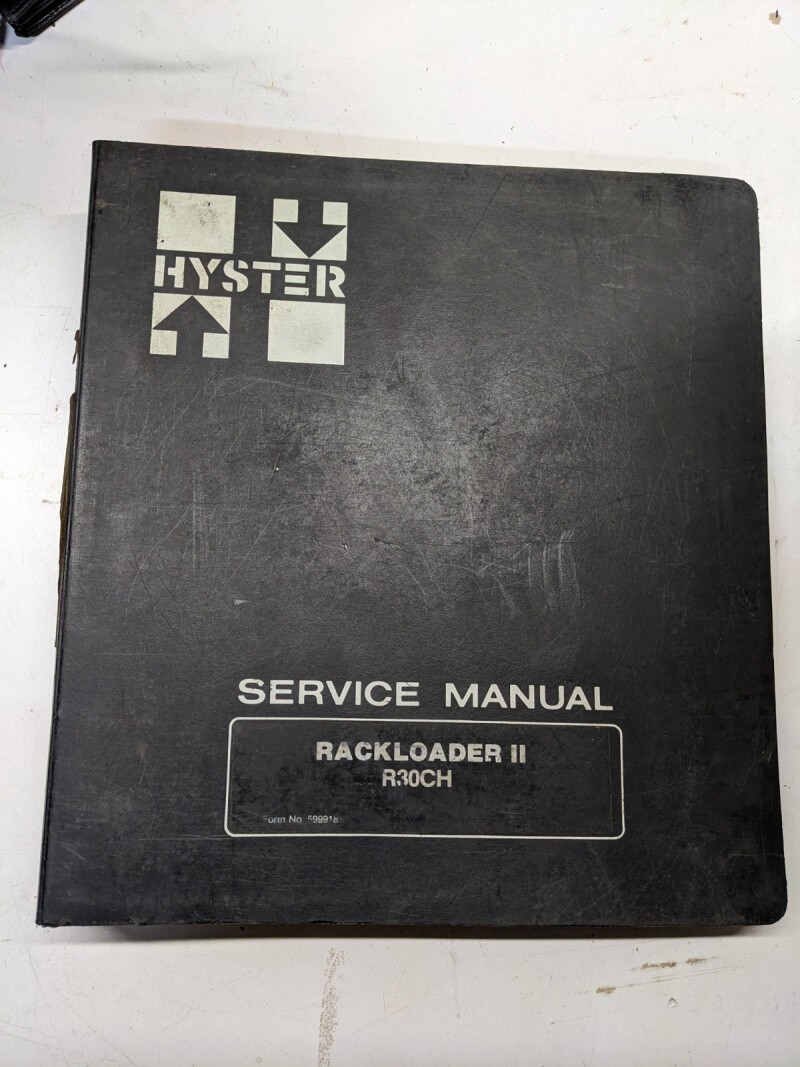 HYSTER
SERVICE MANUAL
RACKLOADER II
R30CH
Form No. 599918